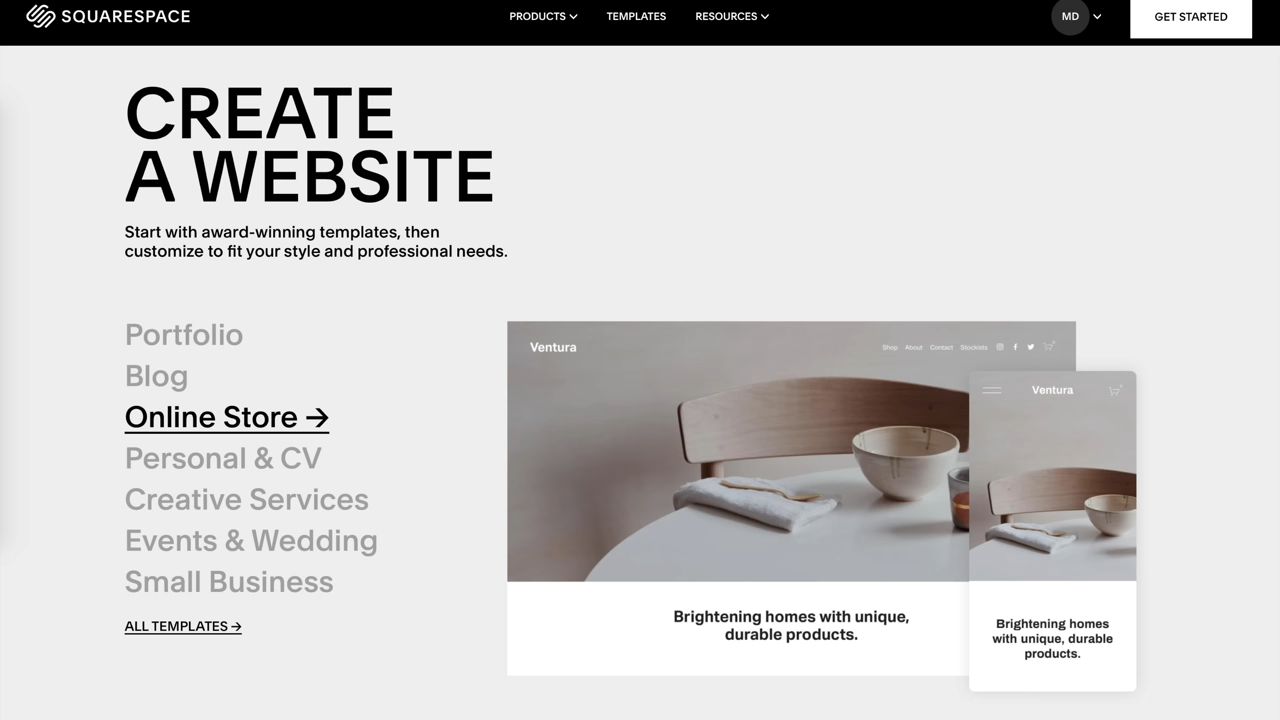 SQUARESPACE
PRODUCTS
TEMPLATES
RESOURCES
MD
GET STARTED
CREATE
A WEBSITE
Start with award-winning templates, then
customize to fit your style and professional needs.
Portfolio
Blog
Online Store →
Personal & CV
Creative Services
Events & Wedding
Small Business
ALL TEMPLATES →
Ventura
Shop About Contact Stockists
Brightening homes with unique,
durable products.
Ventura
Brightening homes
with unique, durable
products.